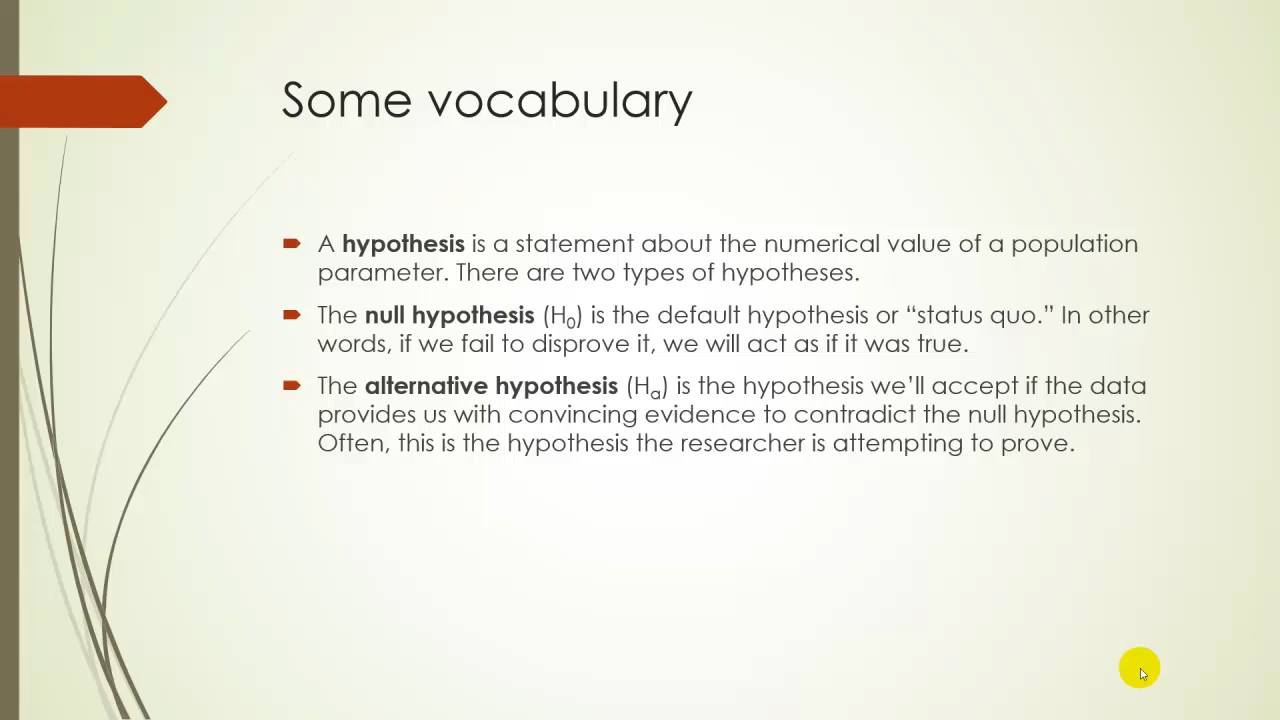 Some vocabulary
A hypothesis is a statement about the numerical value of a population
parameter. There are two types of hypotheses.
The null hypothesis (H₀) is the default hypothesis or “status quo.” In other
words, if we fail to disprove it, we will act as if it was true.
The alternative hypothesis (Hₐ) is the hypothesis we’ll accept if the data
provides us with convincing evidence to contradict the null hypothesis.
Often, this is the hypothesis the researcher is attempting to prove.